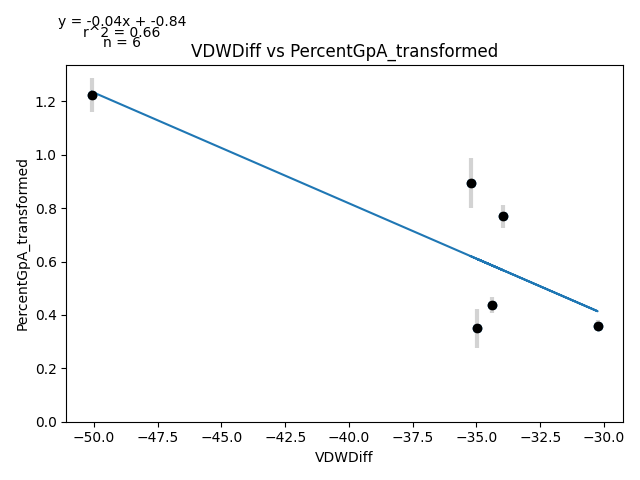 y = -0.04x + -0.84
r^2 = 0.66
n = 6
VDWDiff vs PercentGpA_transformed
PercentGpA_transformed
1.2
1.0
0.8
0.6
0.4
0.2
0.0
−50.0 −47.5 −45.0 −42.5 −40.0 −37.5 −35.0 −32.5 −30.0
VDWDiff